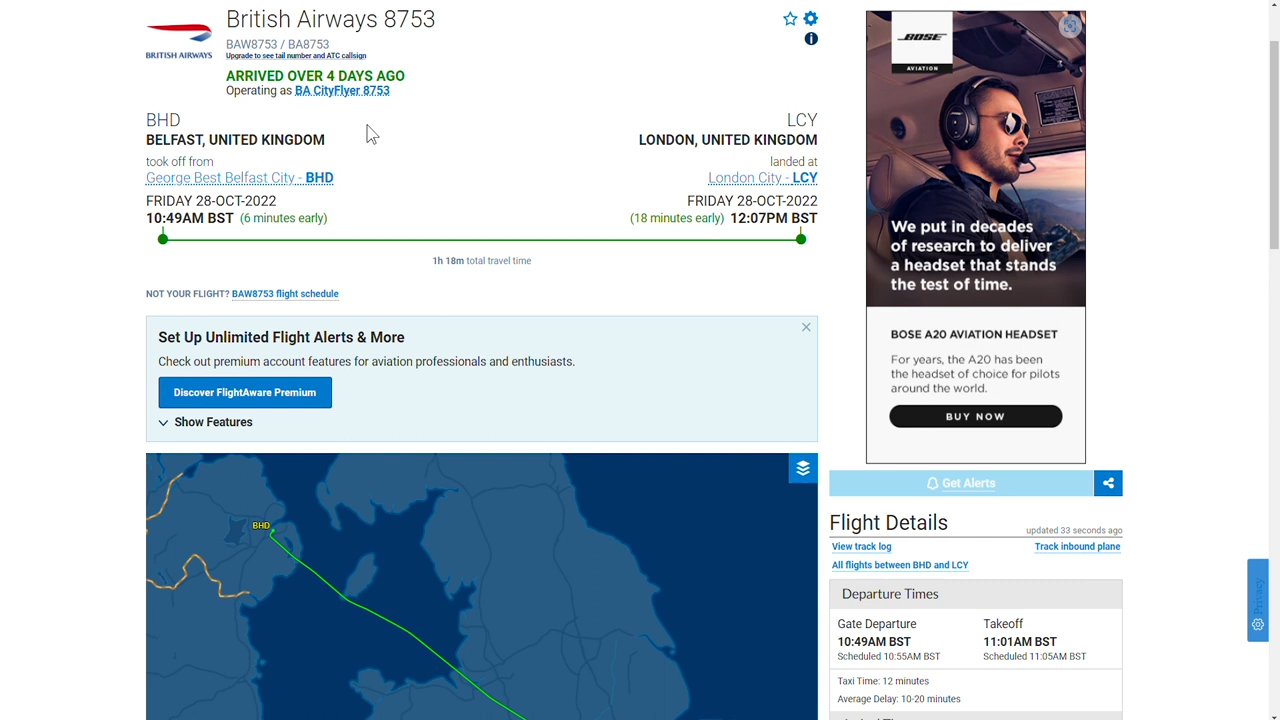 British Airways 8753
BRITISH AIRWAYS
BAW8753 / BA8753
Upgrade to see tail number and ATC callsign
ARRIVED OVER 4 DAYS AGO
Operating as BA CityFlyer 8753
BHD
BELFAST, UNITED KINGDOM
took off from
George Best Belfast City - BHD
FRIDAY 28-OCT-2022
10:49AM BST (6 minutes early)
LCY
LONDON, UNITED KINGDOM
landed at
London City - LCY
FRIDAY 28-OCT-2022
(18 minutes early) 12:07PM BST
1h 18m total travel time
NOT YOUR FLIGHT? BAW8753 flight schedule
Set Up Unlimited Flight Alerts & More
Check out premium account features for aviation professionals and enthusiasts.
Discover FlightAware Premium
Show Features
BHD
BOSE
AVIATION
We put in decades
of research to deliver
a headset that stands
the test of time.
BOSE A20 AVIATION HEADSET
For years, the A20 has been
the headset of choice for pilots
around the world.
BUY NOW
Get Alerts
Flight Details
updated 33 seconds ago
View track log
Track inbound plane
All flights between BHD and LCY
Departure Times
Gate Departure
10:49AM BST
Scheduled 10:55AM BST
Takeoff
11:01AM BST
Scheduled 11:05AM BST
Taxi Time: 12 minutes
Average Delay: 10-20 minutes
Privacy